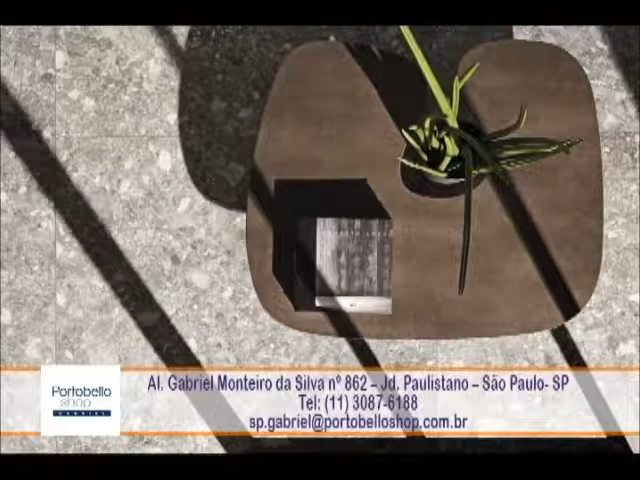 Portobello
shop
GABRIEL
Al. Gabriel Monteiro da Silva nº 862 – Jd. Paulistano – São Paulo- SP
Tel: (11) 3087-6188
sp.gabriel@portobelloshop.com.br